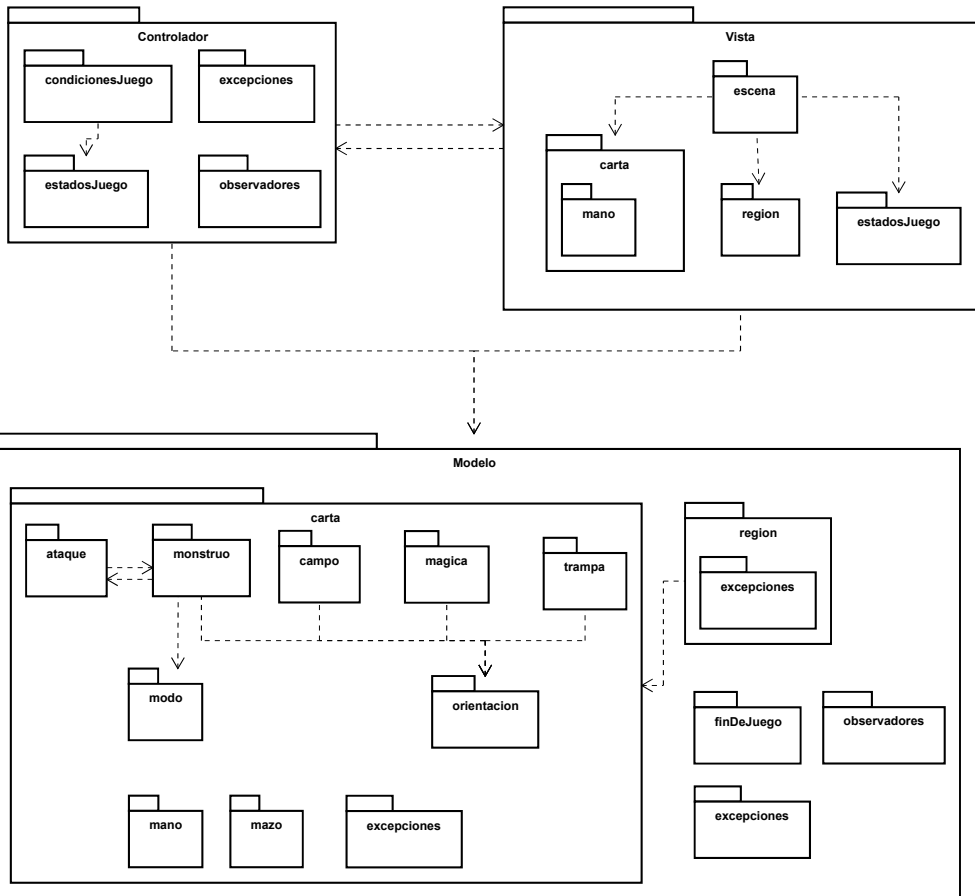 Controlador
condicionesJuego
excepciones
estadosJuego
observadores
Vista
escena
carta
mano
region
estadosJuego
Modelo
carta
ataque
monstruo
campo
magica
trampa
modo
orientacion
mano
mazo
excepciones
region
excepciones
finDeJuego
observadores
excepciones